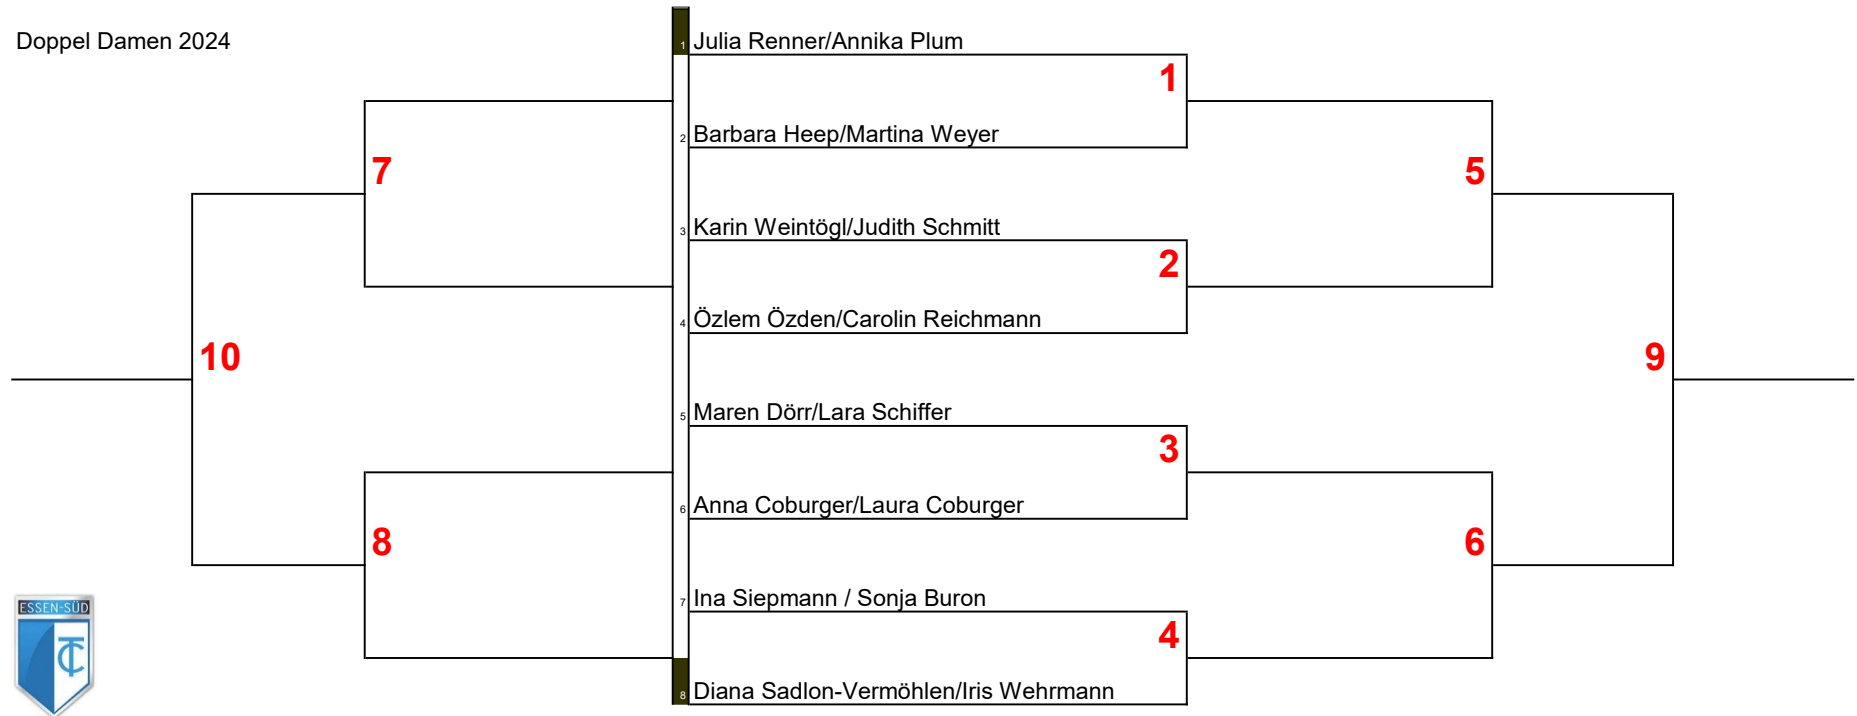 Doppel Damen 2024
1 Julia Renner/Annika Plum
1
2 Barbara Heep/Martina Weyer
7
5
3 Karin Weintögl/Judith Schmitt
2
4 Özlem Özden/Carolin Reichmann
10
9
5 Maren Dörr/Lara Schiffer
3
6 Anna Coburger/Laura Coburger
8
6
7 Ina Siepmann / Sonja Buron
ESSEN-SÜD
TC
4
8 Diana Sadlon-Vermöhlen/Iris Wehrmann